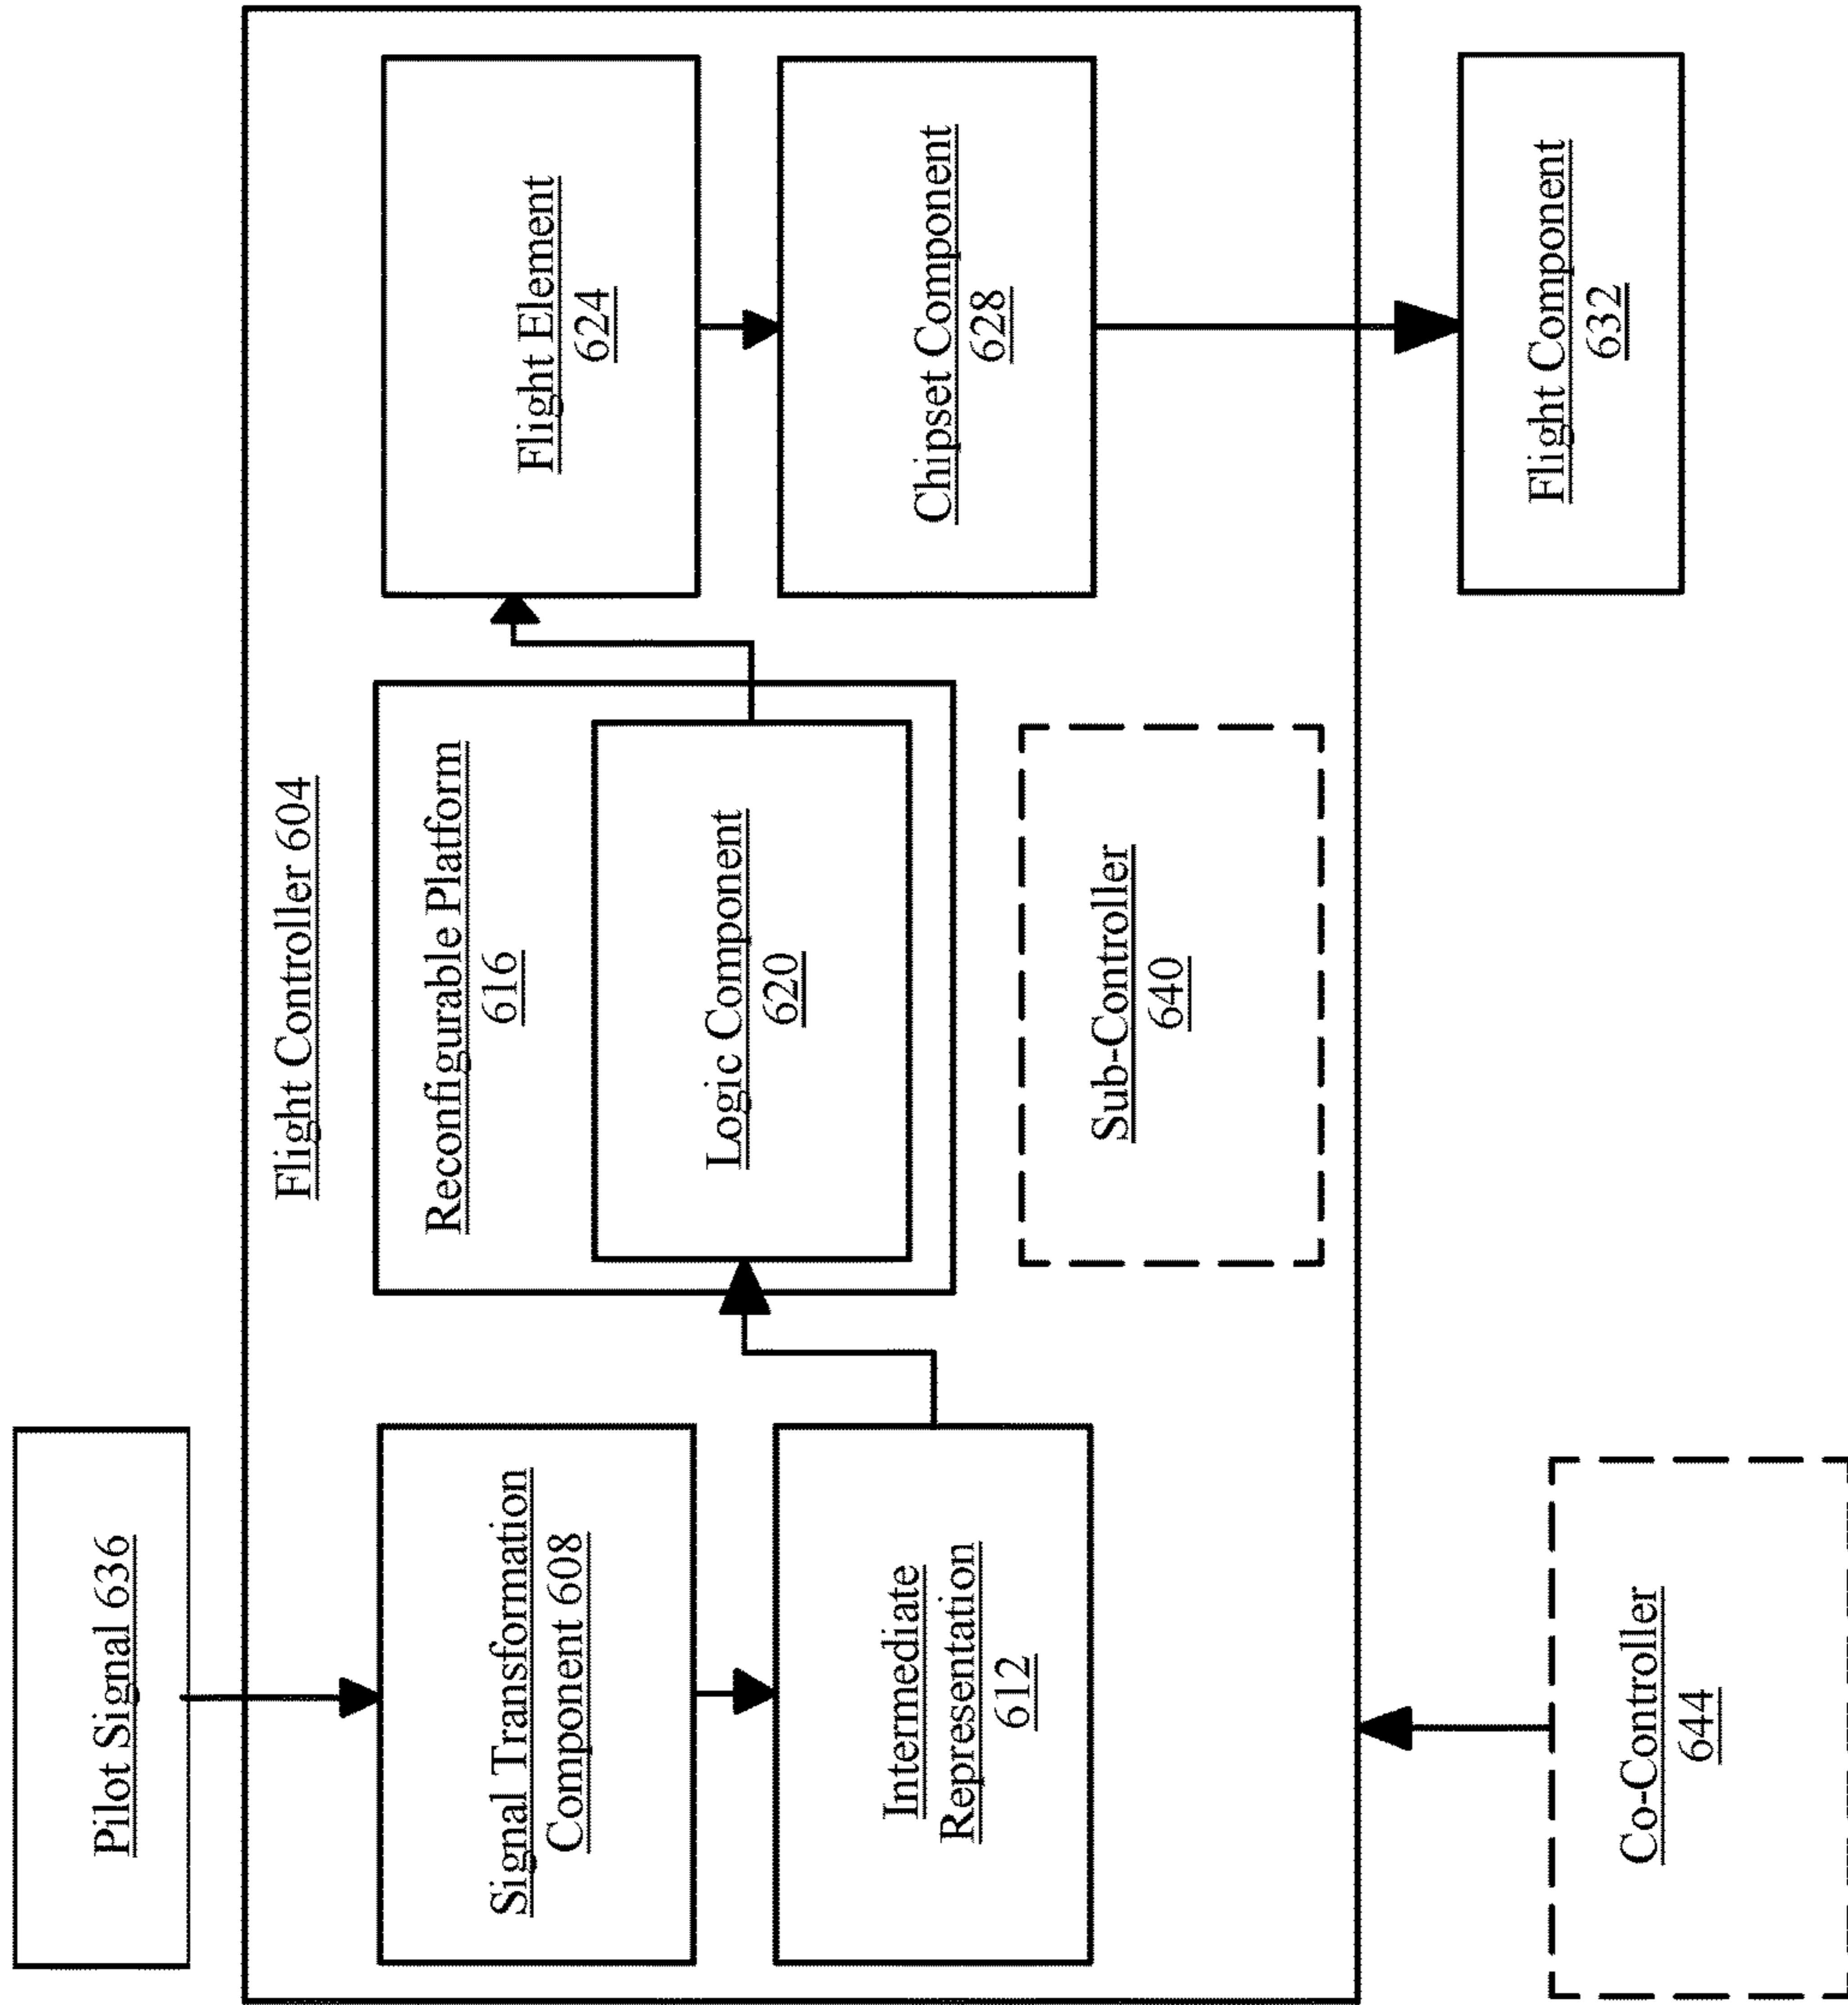 Pilot Signal 636
Flight Controller 604
Signal Transformation
Component 608
Intermediate
Representation
612
Reconfigurable Platform
616
Logic Component
620
Sub-Controller
640
Flight Element
624
Chipset Component
628
Co-Controller
644
Flight Component
632